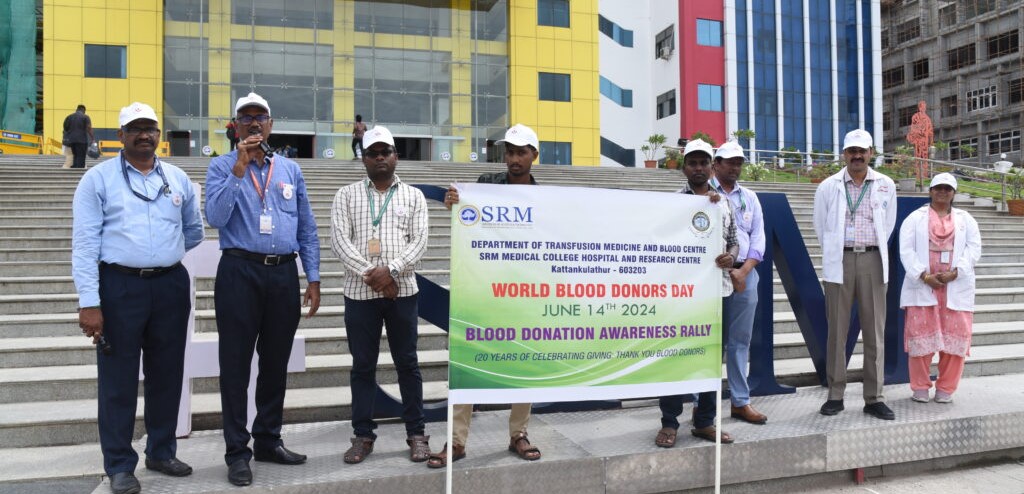 SRM
DEPARTMENT OF TRANSFUSION MEDICINE AND BLOOD CENTRE
SRM MEDICAL COLLEGE HOSPITAL AND RESEARCH CENTRE
Kattankulathur - 603203
WORLD BLOOD DONORS DAY
JUNE 14TH 2024
BLOOD DONATION AWARENESS RALLY
(20 YEARS OF CELEBRATING GIVING: THANK YOU BLOOD DONORS)